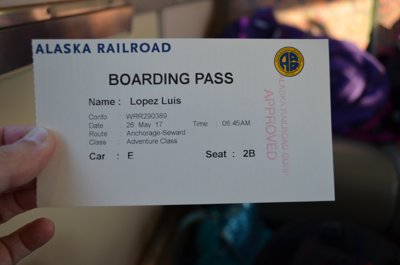 ALASKA RAILROAD
BOARDING PASS
Name : Lopez Luis
Confo : WRR290389
Date : 26 May 17 Time : 06:45AM
Route : Anchorage-Seward
Class : Adventure Class
Car : E Seat : 2B
APPROVED